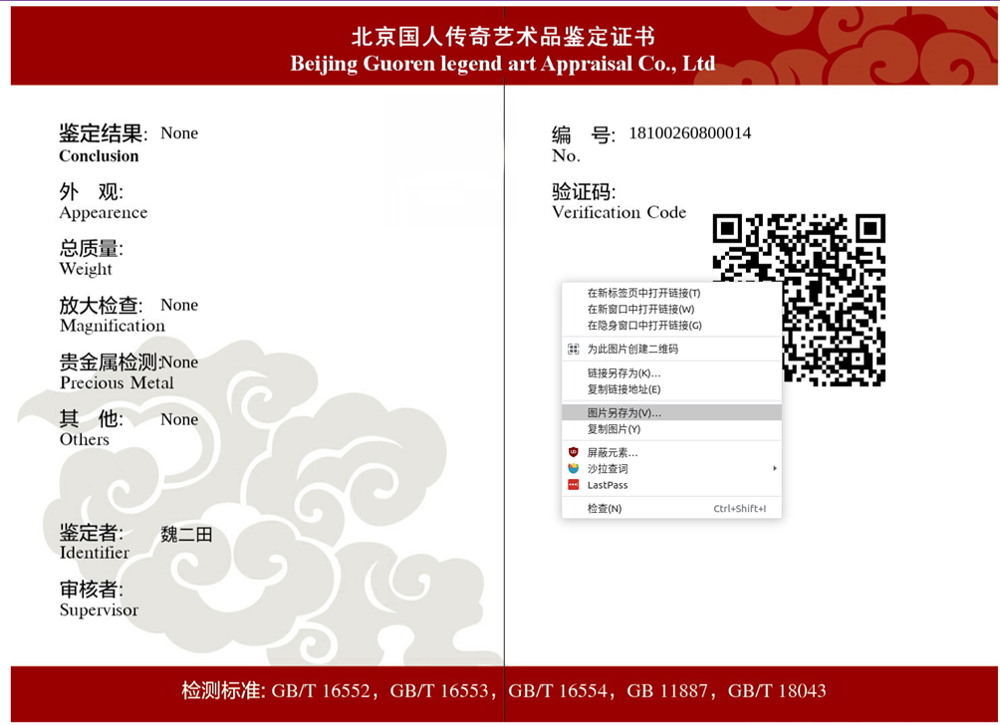 北京国人传奇艺术品鉴定证书
Beijing Guoren legend art Appraisal Co., Ltd
鉴定结果: None
Conclusion
外 观:
Appearence
总质量:
Weight
放大检查: None
Magnification
贵金属检测:None
Precious Metal
其 他: None
Others
鉴定者: 魏二田
Identifier
审核者:
Supervisor
编 号: 18100260800014
No.
验证码:
Verification Code
在新标签页中打开链接(T)
在新窗口中打开链接(W)
在隐身窗口中打开链接(G)
为此图片创建二维码
链接另存为(K)...
复制链接地址(E)
图片另存为(V)...
复制图片(Y)
屏蔽元素...
沙拉查词
LastPass
检查(N) Ctrl+Shift+I
检测标准: GB/T 16552，GB/T 16553，GB/T 16554，GB 11887，GB/T 18043